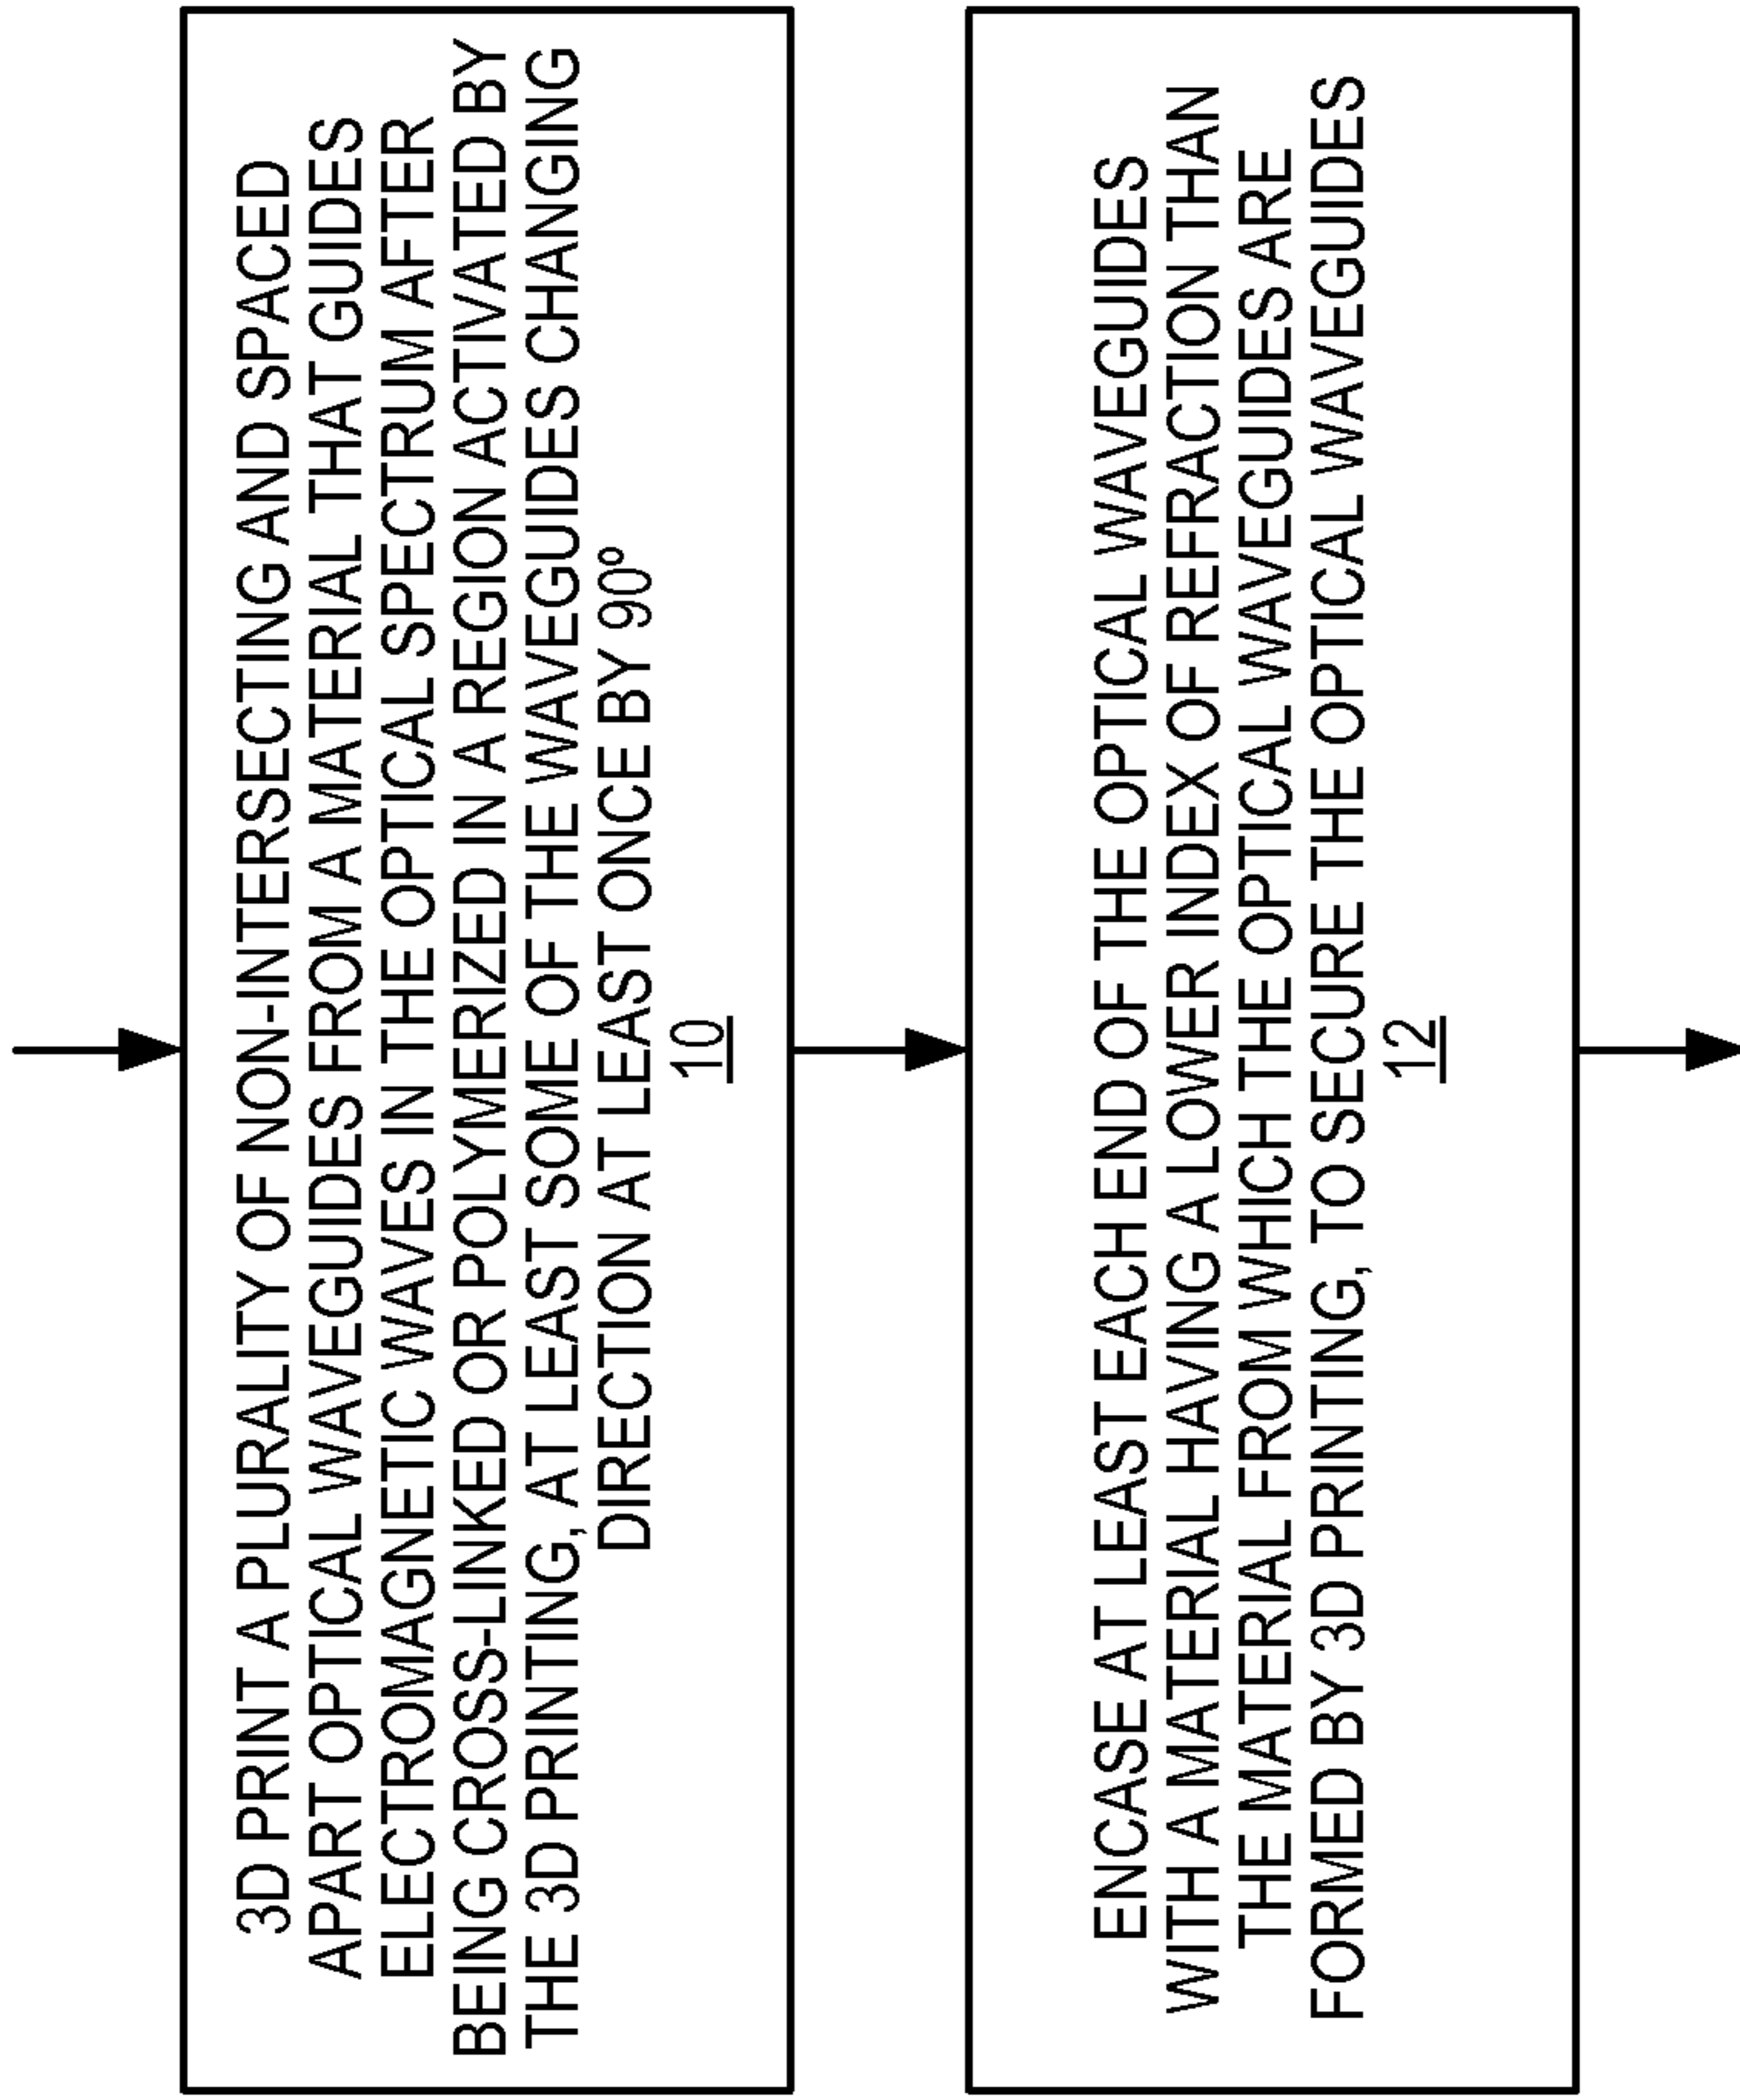 3D PRINT A PLURALITY OF NON-INTERSECTING AND SPACED
APART OPTICAL WAVEGUIDES FROM A MATERIAL THAT GUIDES
ELECTROMAGNETIC WAVES IN THE OPTICAL SPECTRUM AFTER
BEING CROSS-LINKED OR POLYMERIZED IN A REGION ACTIVATED BY
THE 3D PRINTING, AT LEAST SOME OF THE WAVEGUIDES CHANGING
DIRECTION AT LEAST ONCE BY 90º
10
ENCASE AT LEAST EACH END OF THE OPTICAL WAVEGUIDES
WITH A MATERIAL HAVING A LOWER INDEX OF REFRACTION THAN
THE MATERIAL FROM WHICH THE OPTICAL WAVEGUIDES ARE
FORMED BY 3D PRINTING, TO SECURE THE OPTICAL WAVEGUIDES
12